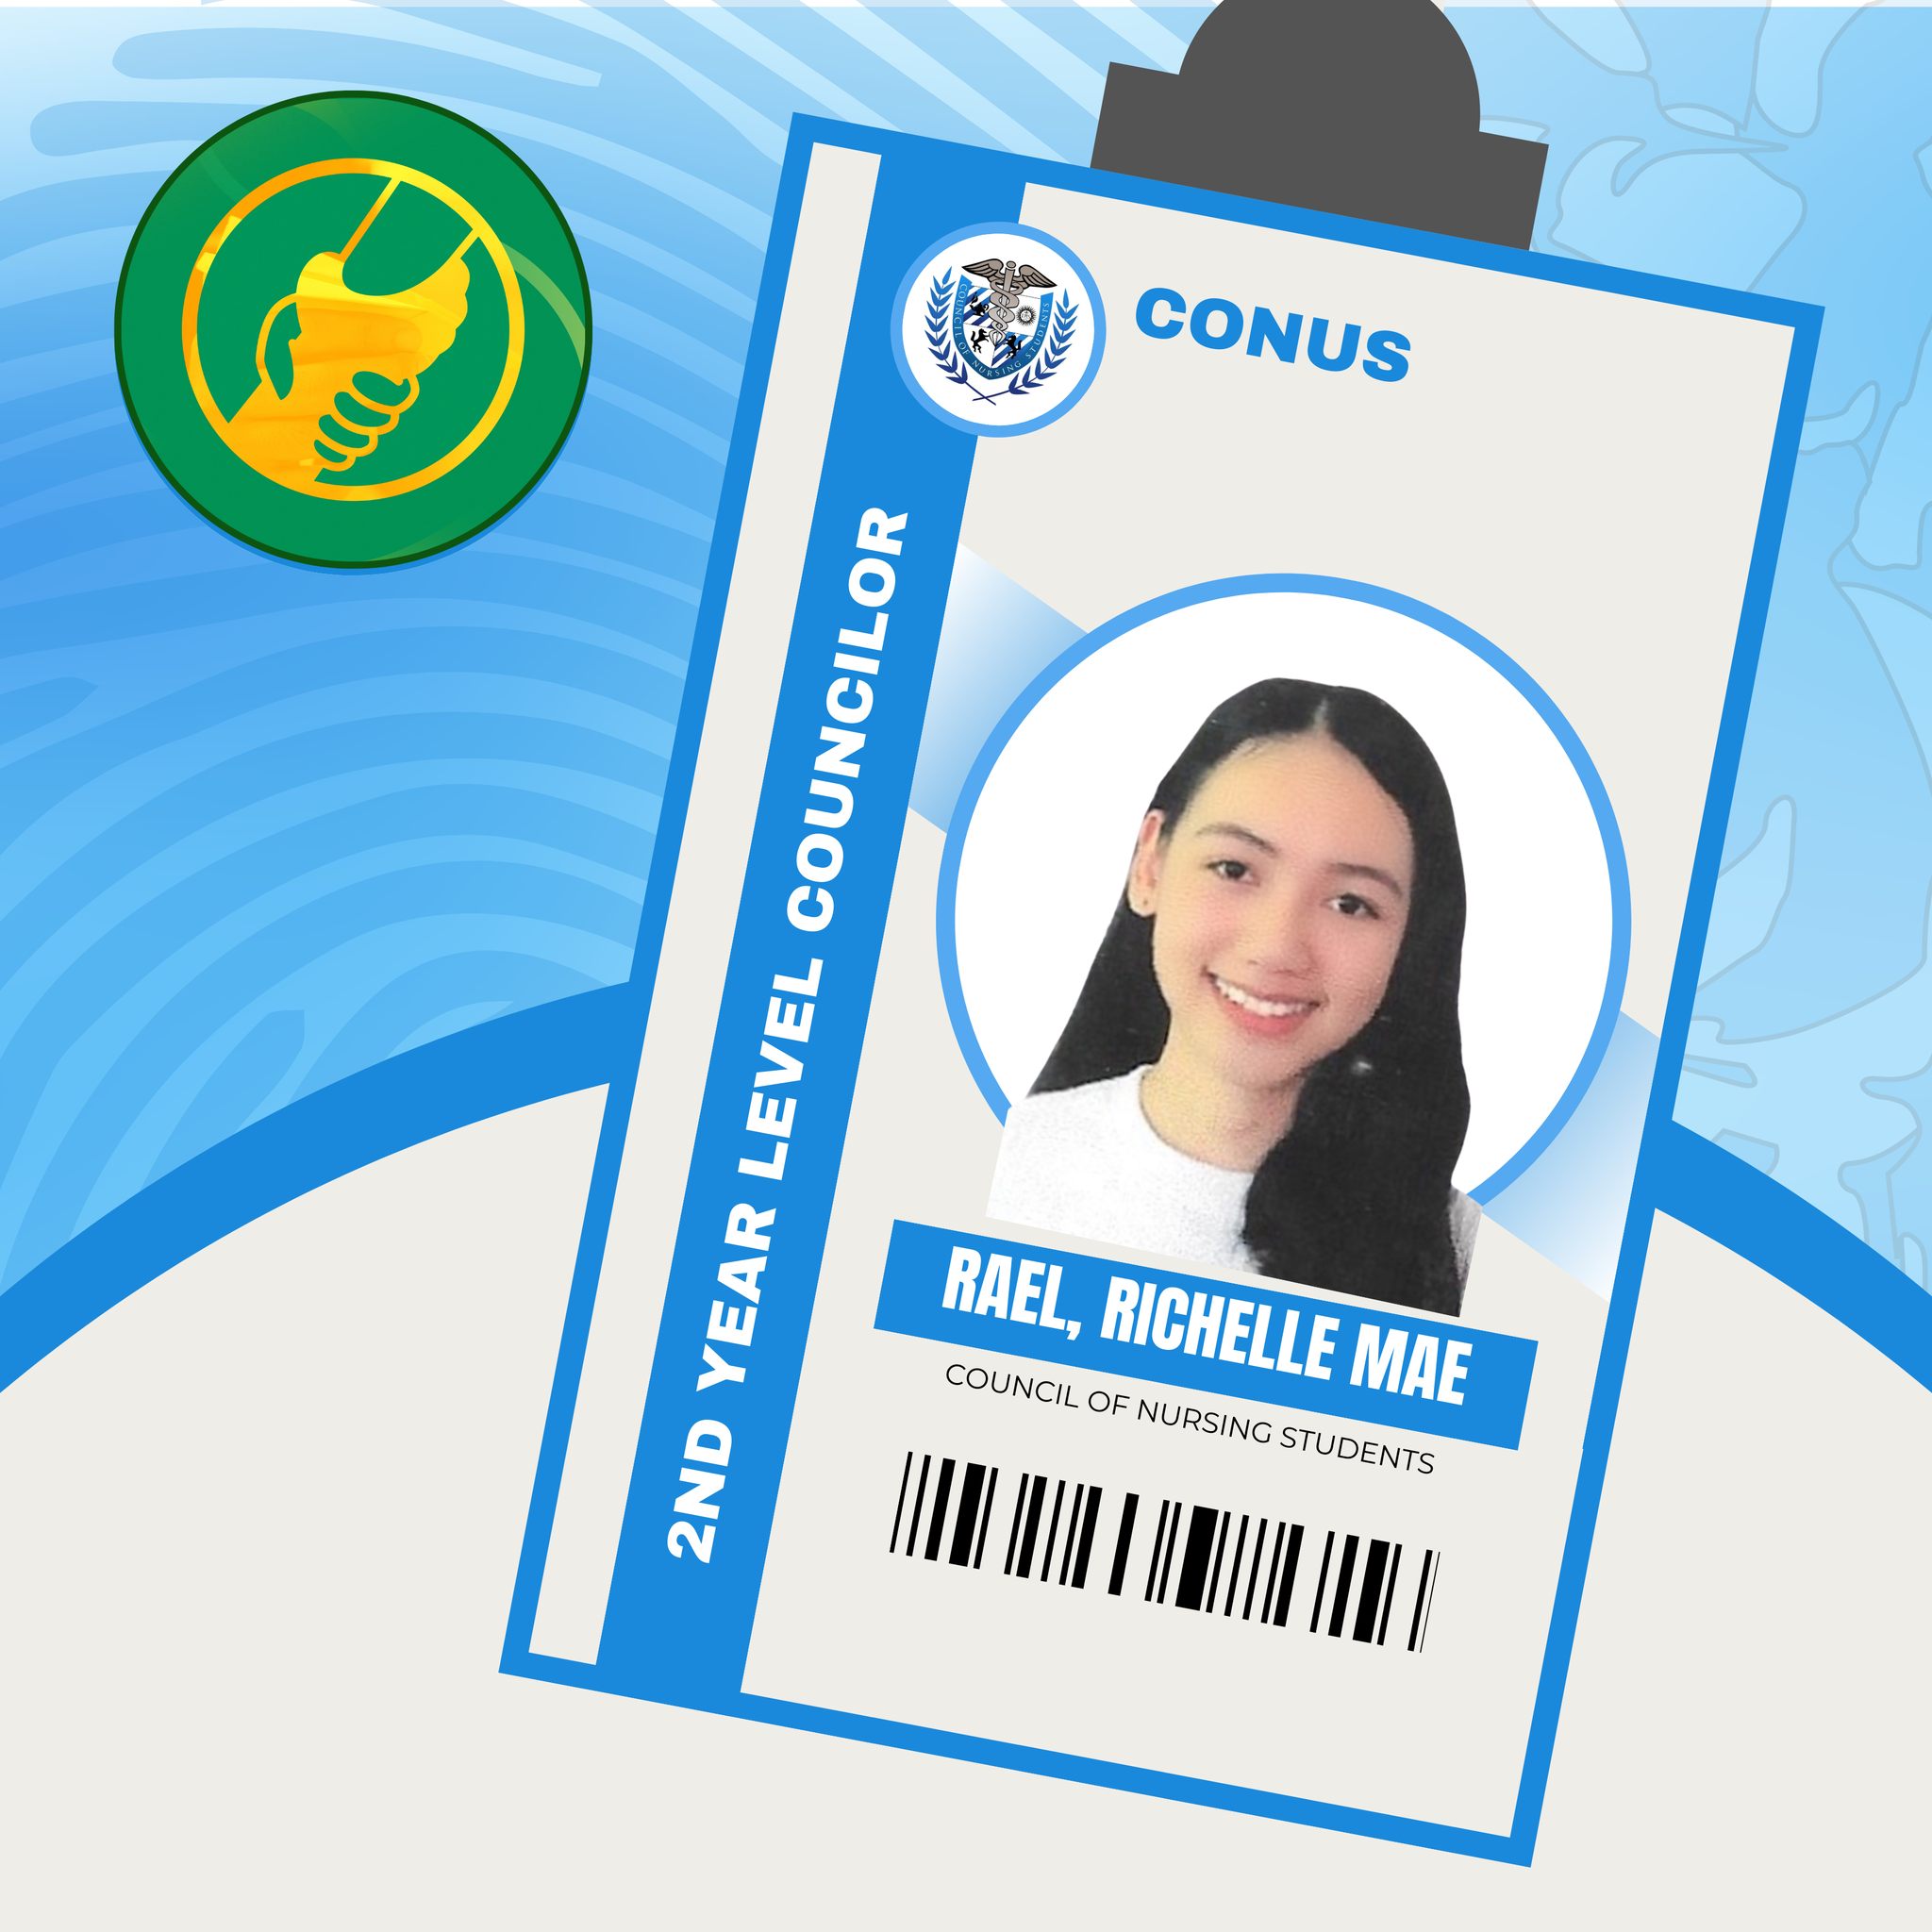 CONUS
COUNCIL OF NURSING STUDENTS
2ND YEAR LEVEL COUNCILOR
RAEL, RICHELLE MAE
COUNCIL OF NURSING STUDENTS